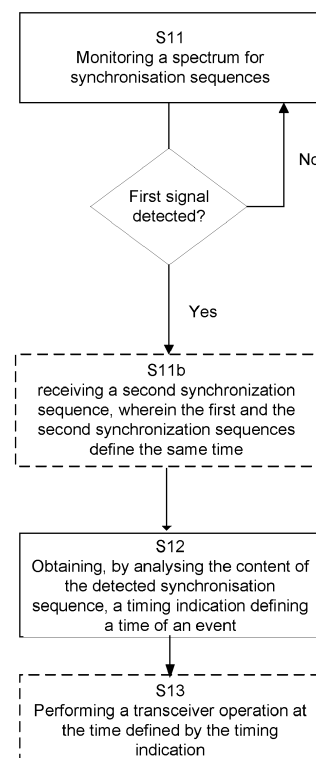 S11
Monitoring a spectrum for
synchronisation sequences
First signal
detected?
No
Yes
S11b
receiving a second synchronization
sequence, wherein the first and the
second synchronization sequences
define the same time
S12
Obtaining, by analysing the content of
the detected synchronisation
sequence, a timing indication defining
a time of an event
S13
Performing a transceiver operation at
the time defined by the timing
indication